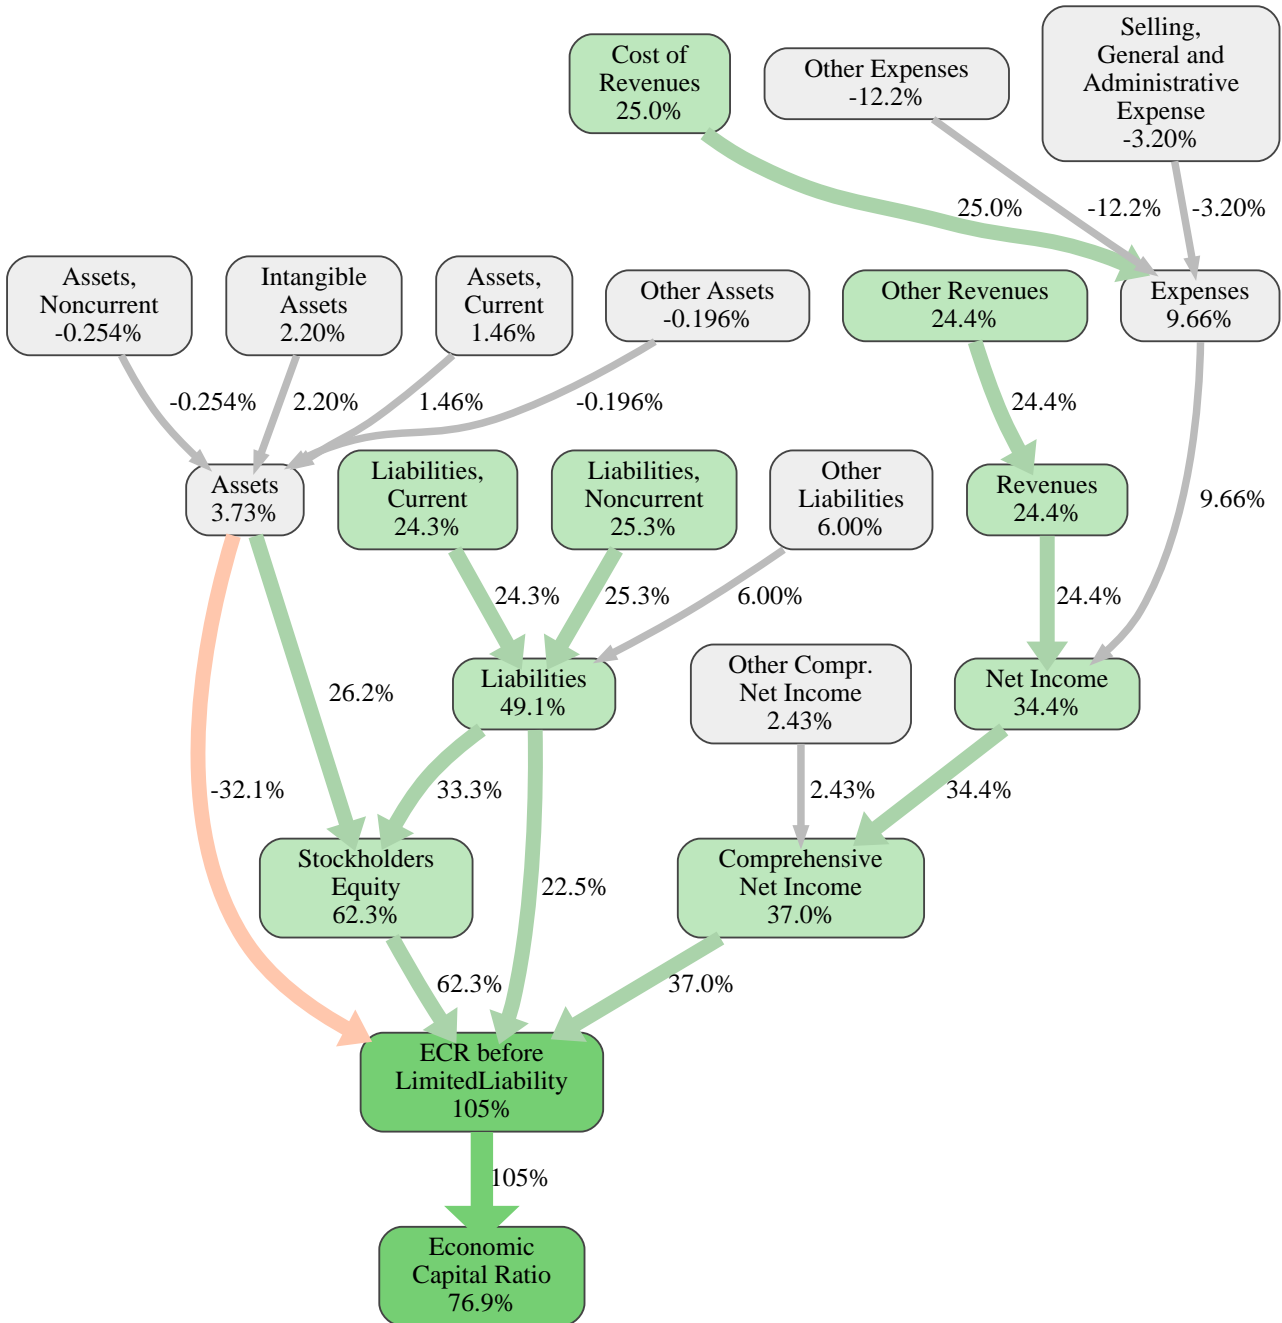 Selling,
General and
Administrative
Expense
-3.20%
Cost of
Revenues
25.0%
Other Expenses
-12.2%
25.0%
-12.2%
-3.20%
Assets,
Noncurrent
-0.254%
Intangible
Assets
2.20%
Assets,
Current
1.46%
Other Assets
-0.196%
Other Revenues
24.4%
Expenses
9.66%
-0.254%
2.20%
1.46%
-0.196%
24.4%
9.66%
Assets
3.73%
Liabilities,
Current
24.3%
Liabilities,
Noncurrent
25.3%
Other
Liabilities
6.00%
Revenues
24.4%
24.3%
25.3%
6.00%
24.4%
26.2%
Liabilities
49.1%
Other Compr.
Net Income
2.43%
Net Income
34.4%
-32.1%
33.3%
2.43%
34.4%
Stockholders
Equity
62.3%
22.5%
Comprehensive
Net Income
37.0%
62.3%
37.0%
ECR before
LimitedLiability
105%
105%
Economic
Capital Ratio
76.9%